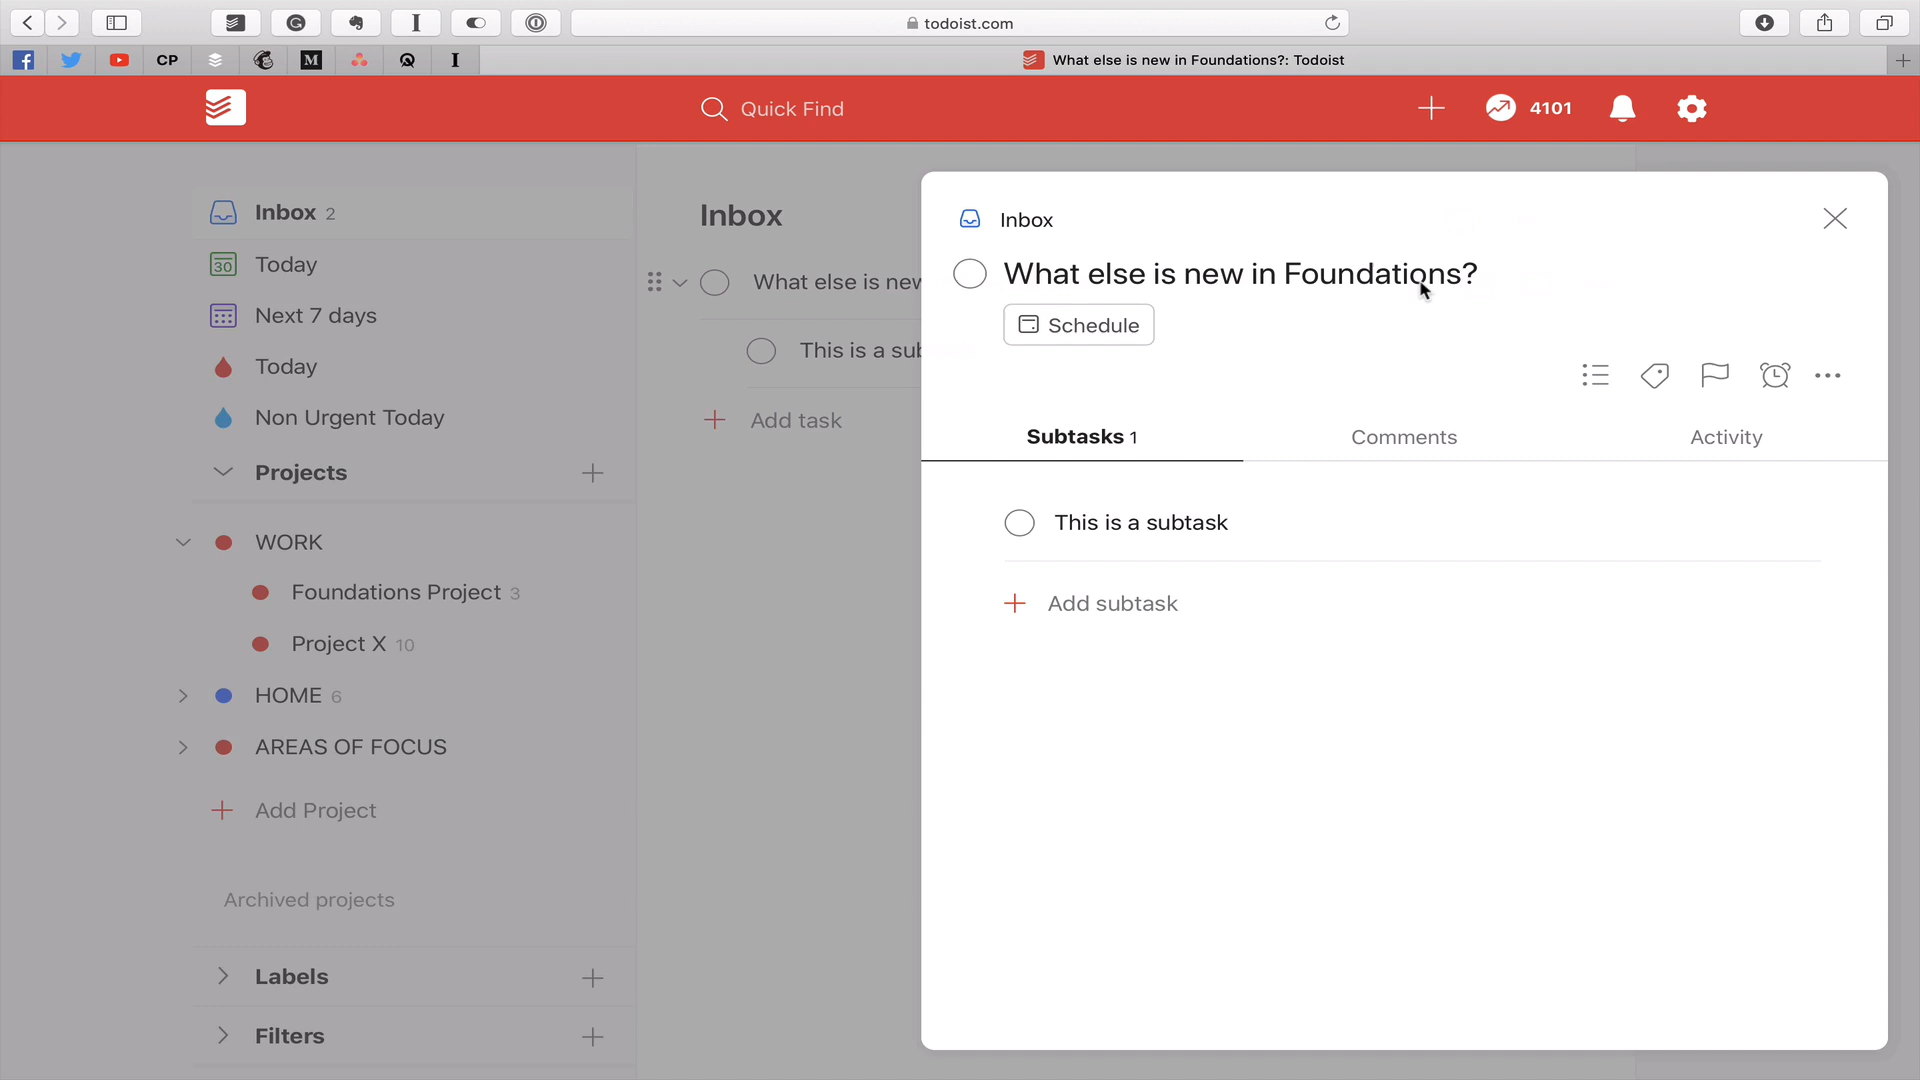 todoist.com
CP
What else is new in Foundations?: Todoist
Quick Find
4101
Inbox 2
30 Today
Next 7 days
Today
Non Urgent Today
Projects
WORK
Foundations Project 3
Project X 10
HOME 6
AREAS OF FOCUS
Add Project
Archived projects
Labels
Filters
Inbox
What else is new
This is a sub
Add task
Inbox
What else is new in Foundations?
Schedule
Subtasks 1
Comments
Activity
This is a subtask
Add subtask